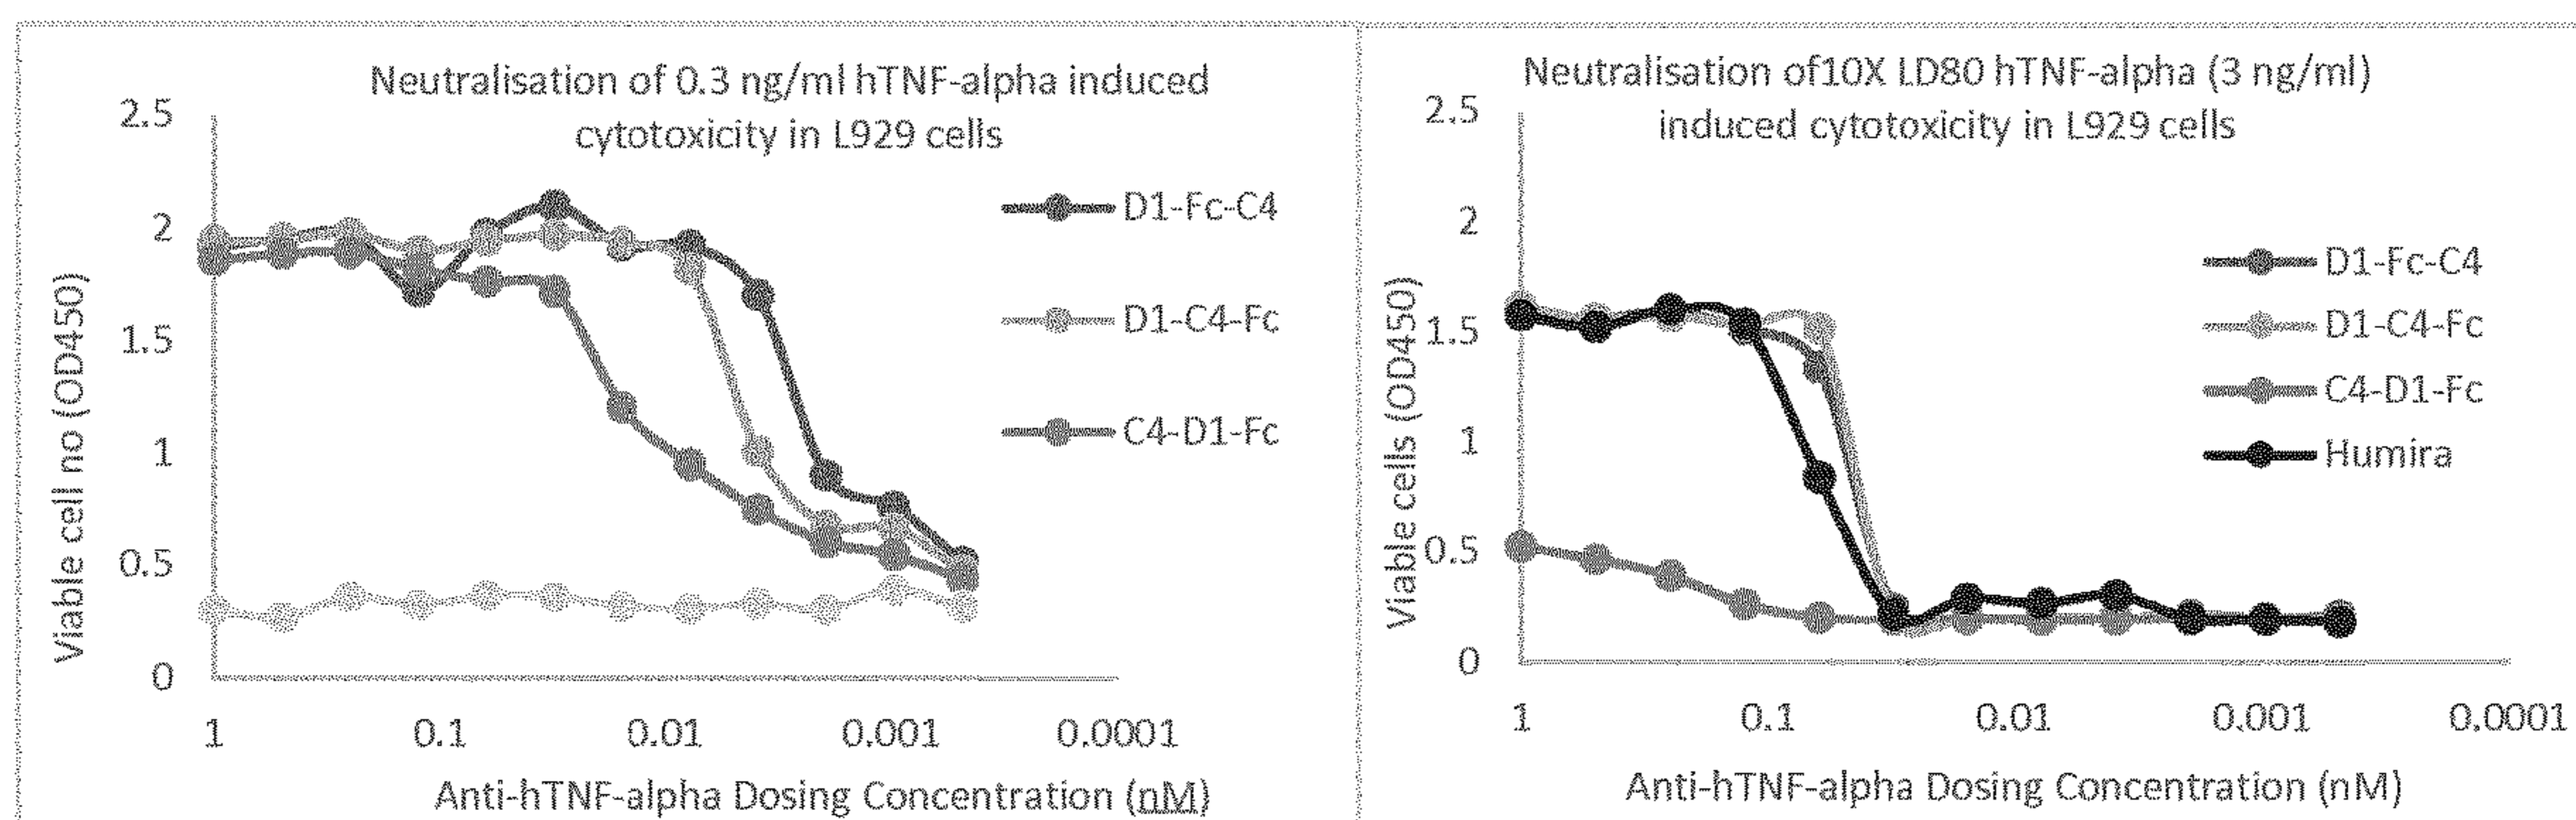 Neutralisation of 0.3 ng/ml hTNF-alpha induced
cytotoxicity in L929 cells
2.5
2
1.5
1
0.5
0
Viable cell no (OD450)
D1-Fc-C4
D1-C4-Fc
C4-D1-Fc
1 0.1 0.01 0.001 0.0001
Anti-hTNF-alpha Dosing Concentration (nM)
Neutralisation of10X LD80 hTNF-alpha (3 ng/ml)
induced cytotoxicity in L929 cells
2.5
2
1.5
1
0.5
0
Viable cells (OD450)
D1-Fc-C4
D1-C4-Fc
C4-D1-Fc
Humira
1 0.1 0.01 0.001 0.0001
Anti-hTNF-alpha Dosing Concentration (nM)